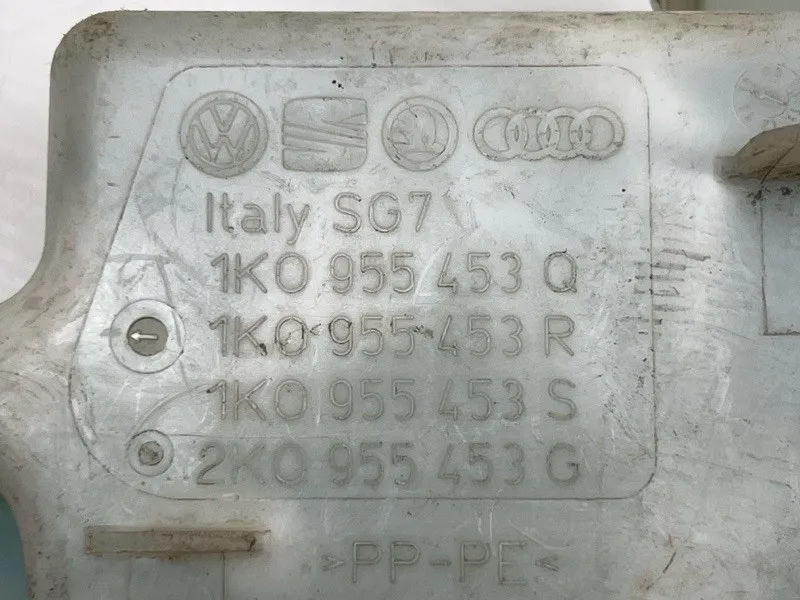 Italy SG7
1K0 955 453 Q
1K0 955 453 R
1K0 955 453 S
2K0 955 453 G
>PP-PE<